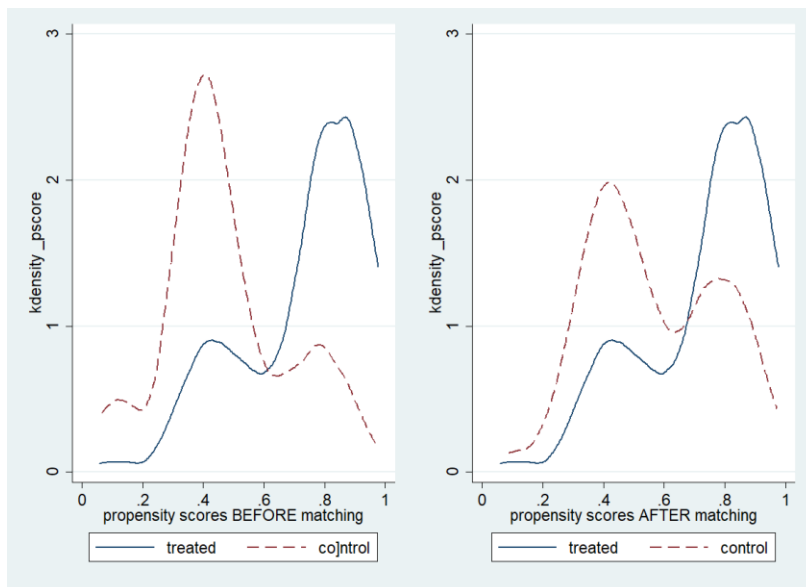 3
2
1
0
kdensity _pscore
0 .2 .4 .6 .8 1
propensity scores BEFORE matching
treated co]ntrol
3
2
1
0
kdensity _pscore
0 .2 .4 .6 .8 1
propensity scores AFTER matching
treated control